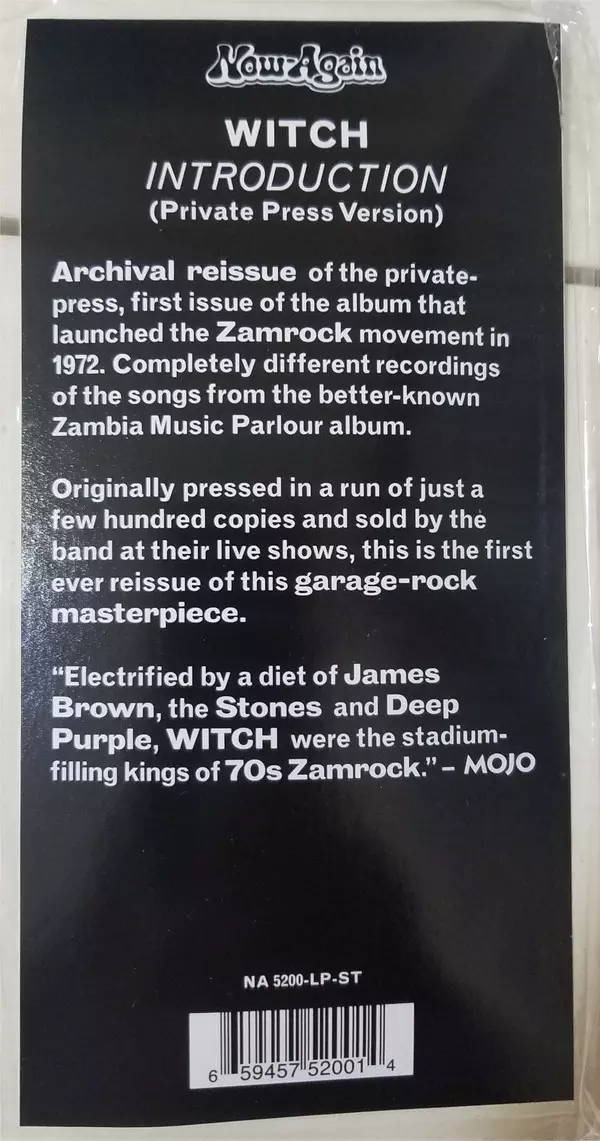 Now-Again
WITCH
INTRODUCTION
(Private Press Version)
Archival reissue of the private-
press, first issue of the album that
launched the Zamrock movement in
1972. Completely different recordings
of the songs from the better-known
Zambia Music Parlour album.
Originally pressed in a run of just a
few hundred copies and sold by the
band at their live shows, this is the first
ever reissue of this garage-rock
masterpiece.
“Electrified by a diet of James
Brown, the Stones and Deep
Purple, WITCH were the stadium-
filling kings of 70s Zamrock.” – MOJO
NA 5200-LP-ST
6 59457 52001 4